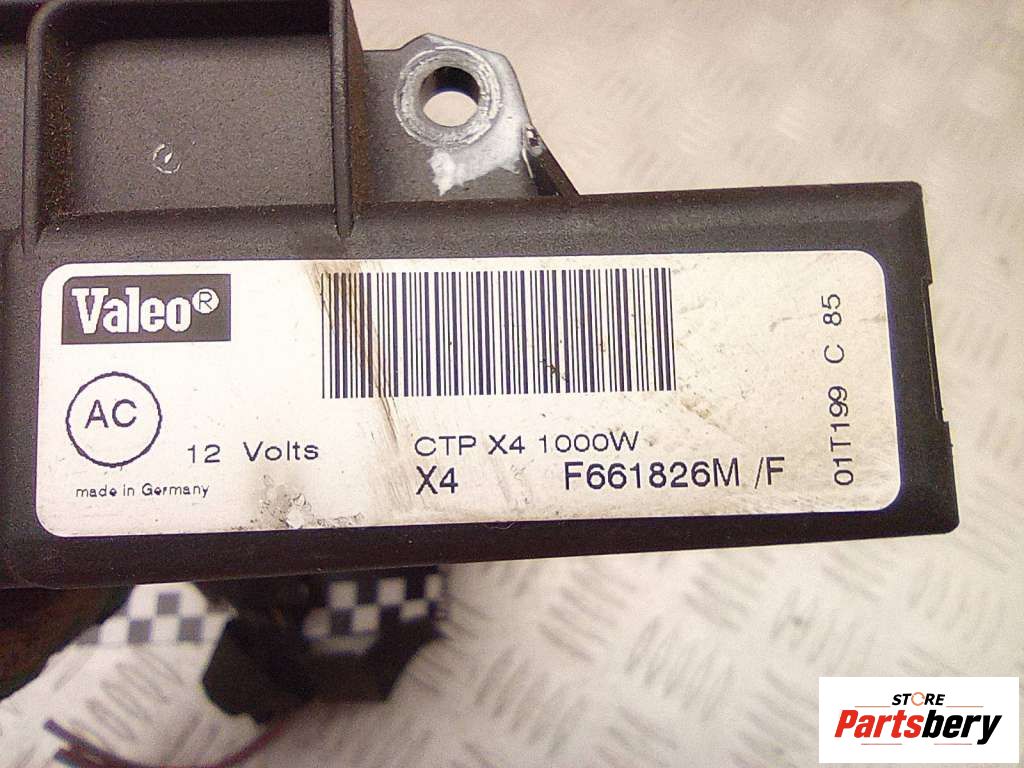 Valeo®
AC
12 Volts
made in Germany
CTP X4 1000W
X4 F661826M /F
01T199 C 85
STORE
Partsbery